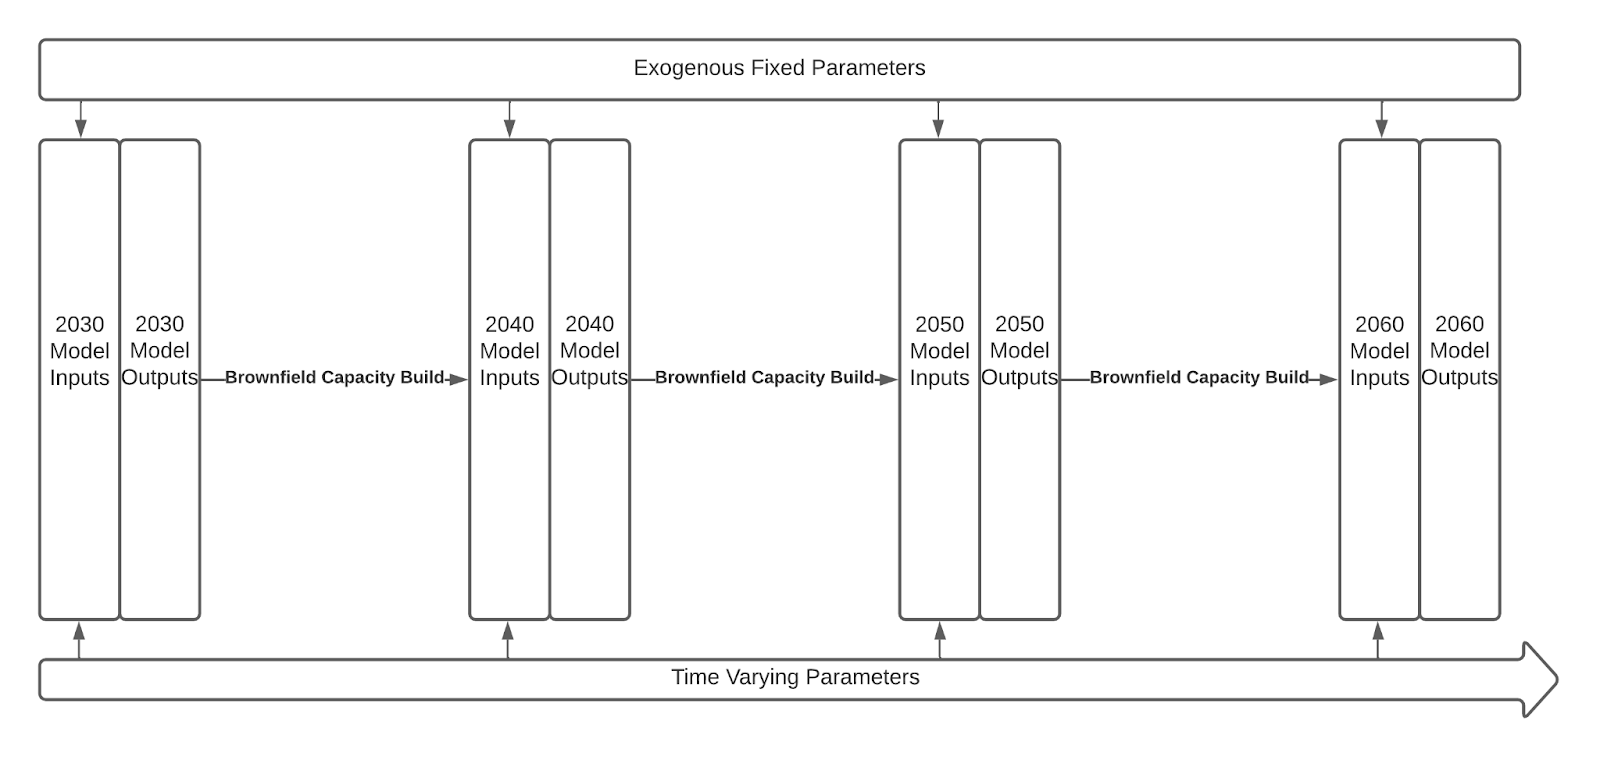 Exogenous Fixed Parameters
2030
Model
Inputs
2030
Model
Outputs
Brownfield Capacity Build
2040
Model
Inputs
2040
Model
Outputs
Brownfield Capacity Build
2050
Model
Inputs
2050
Model
Outputs
Brownfield Capacity Build
2060
Model
Inputs
2060
Model
Outputs
Time Varying Parameters